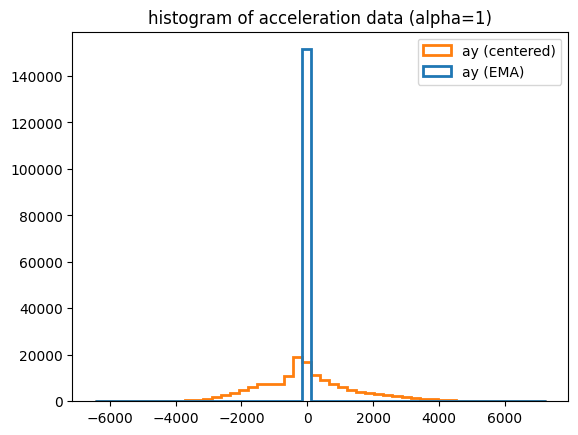 histogram of acceleration data (alpha=1)
ay (centered)
ay (EMA)
140000
120000
100000
80000
60000
40000
20000
0
−6000 −4000 −2000 0 2000 4000 6000